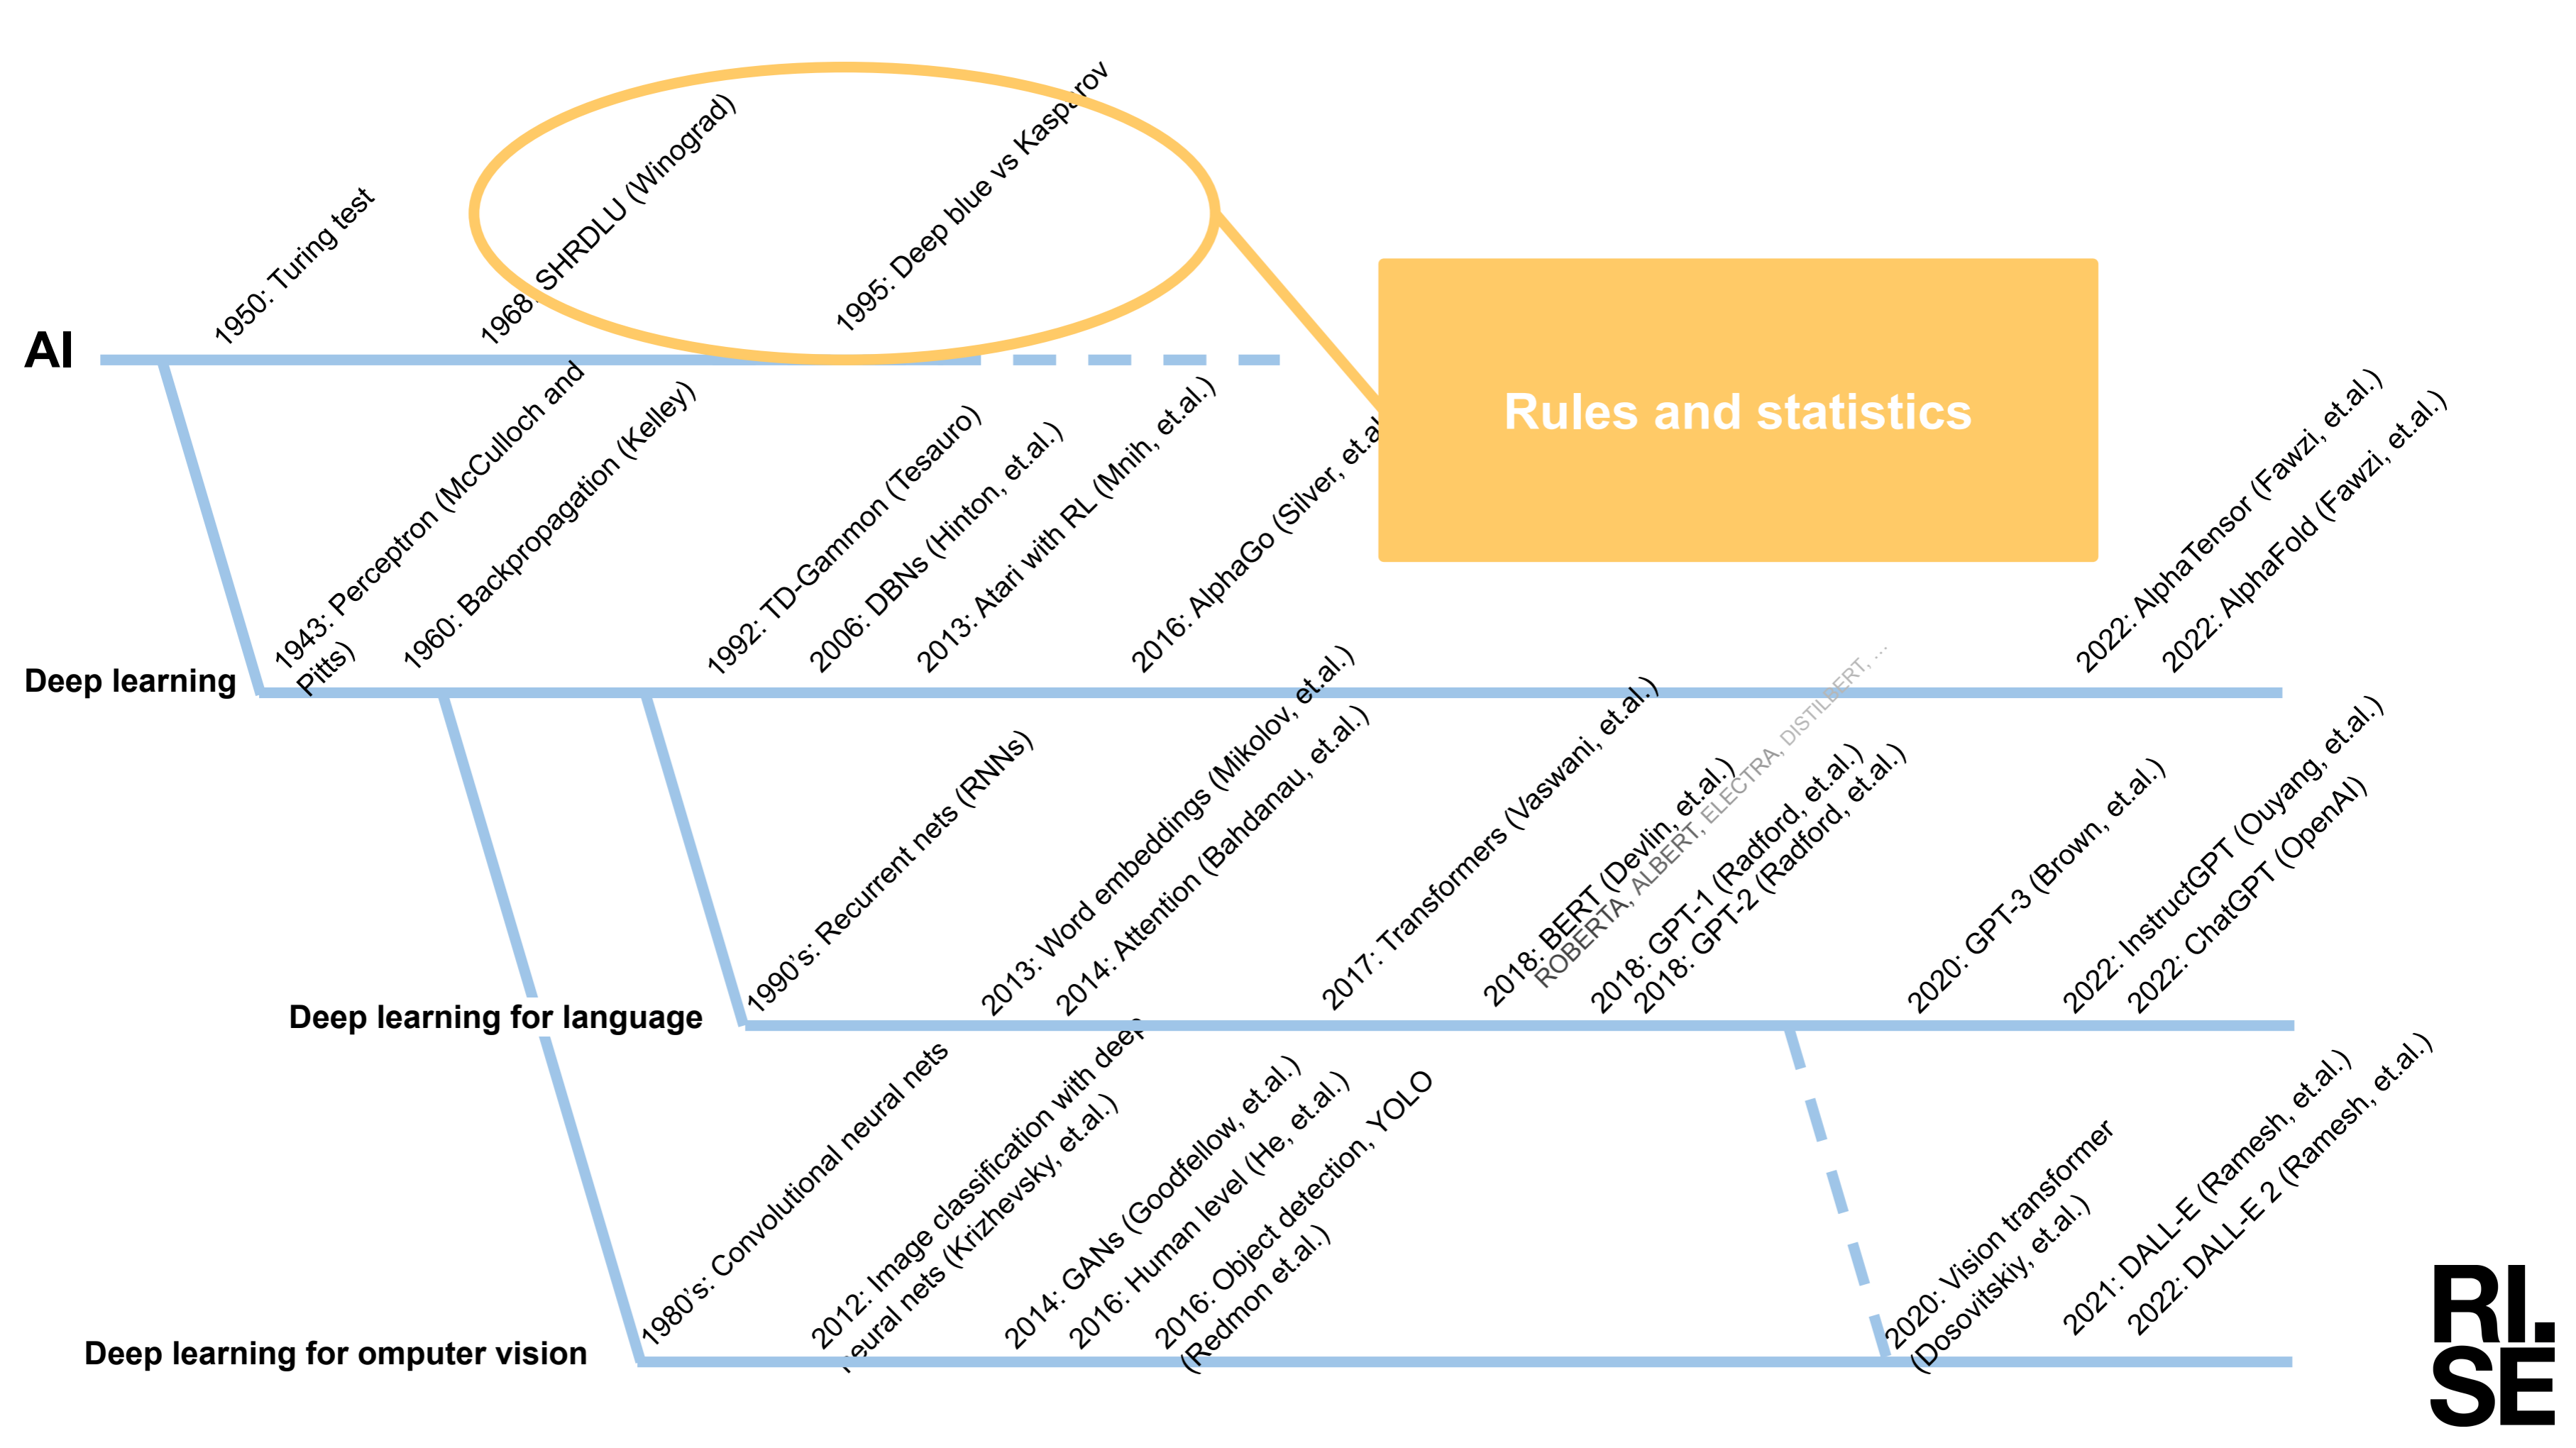 1950: Turing test
1968: SHRDLU (Winograd)
1995: Deep blue vs Kasparov
AI
Rules and statistics
1943: Perceptron (McCulloch and
Pitts)
1960: Backpropagation (Kelley)
1992: TD-Gammon (Tesauro)
2006: DBNs (Hinton, et.al.)
2013: Atari with RL (Mnih, et.al.)
2016: AlphaGo (Silver, et.al
2022: AlphaTensor (Fawzi, et.al.)
2022: AlphaFold (Fawzi, et.al.)
Deep learning
1990's: Recurrent nets (RNNs)
2013: Word embeddings (Mikolov, et.al.)
2014: Attention (Bahdanau, et.al.)
2017: Transformers (Vaswani, et.al.)
2018: BERT (Devlin, et.al.)
ROBERTA, ALBERT, ELECTRA, DISTILBERT, ...
2018: GPT-1 (Radford, et.al.)
2018: GPT-2 (Radford, et.al.)
2020: GPT-3 (Brown, et.al.)
2022: InstructGPT (Ouyang, et.al.)
2022: ChatGPT (OpenAI)
Deep learning for language
1980's: Convolutional neural nets
2012: Image classification with deep
neural nets (Krizhevsky, et.al.)
2014: GANs (Goodfellow, et.al.)
2016: Human level (He, et.al.)
2016: Object detection, YOLO
(Redmon et.al.)
2020: Vision transformer
(Dosovitskiy, et.al.)
2021: DALL-E (Ramesh, et.al.)
2022: DALL-E 2 (Ramesh, et.al.)
Deep learning for omputer vision
RI.
SE